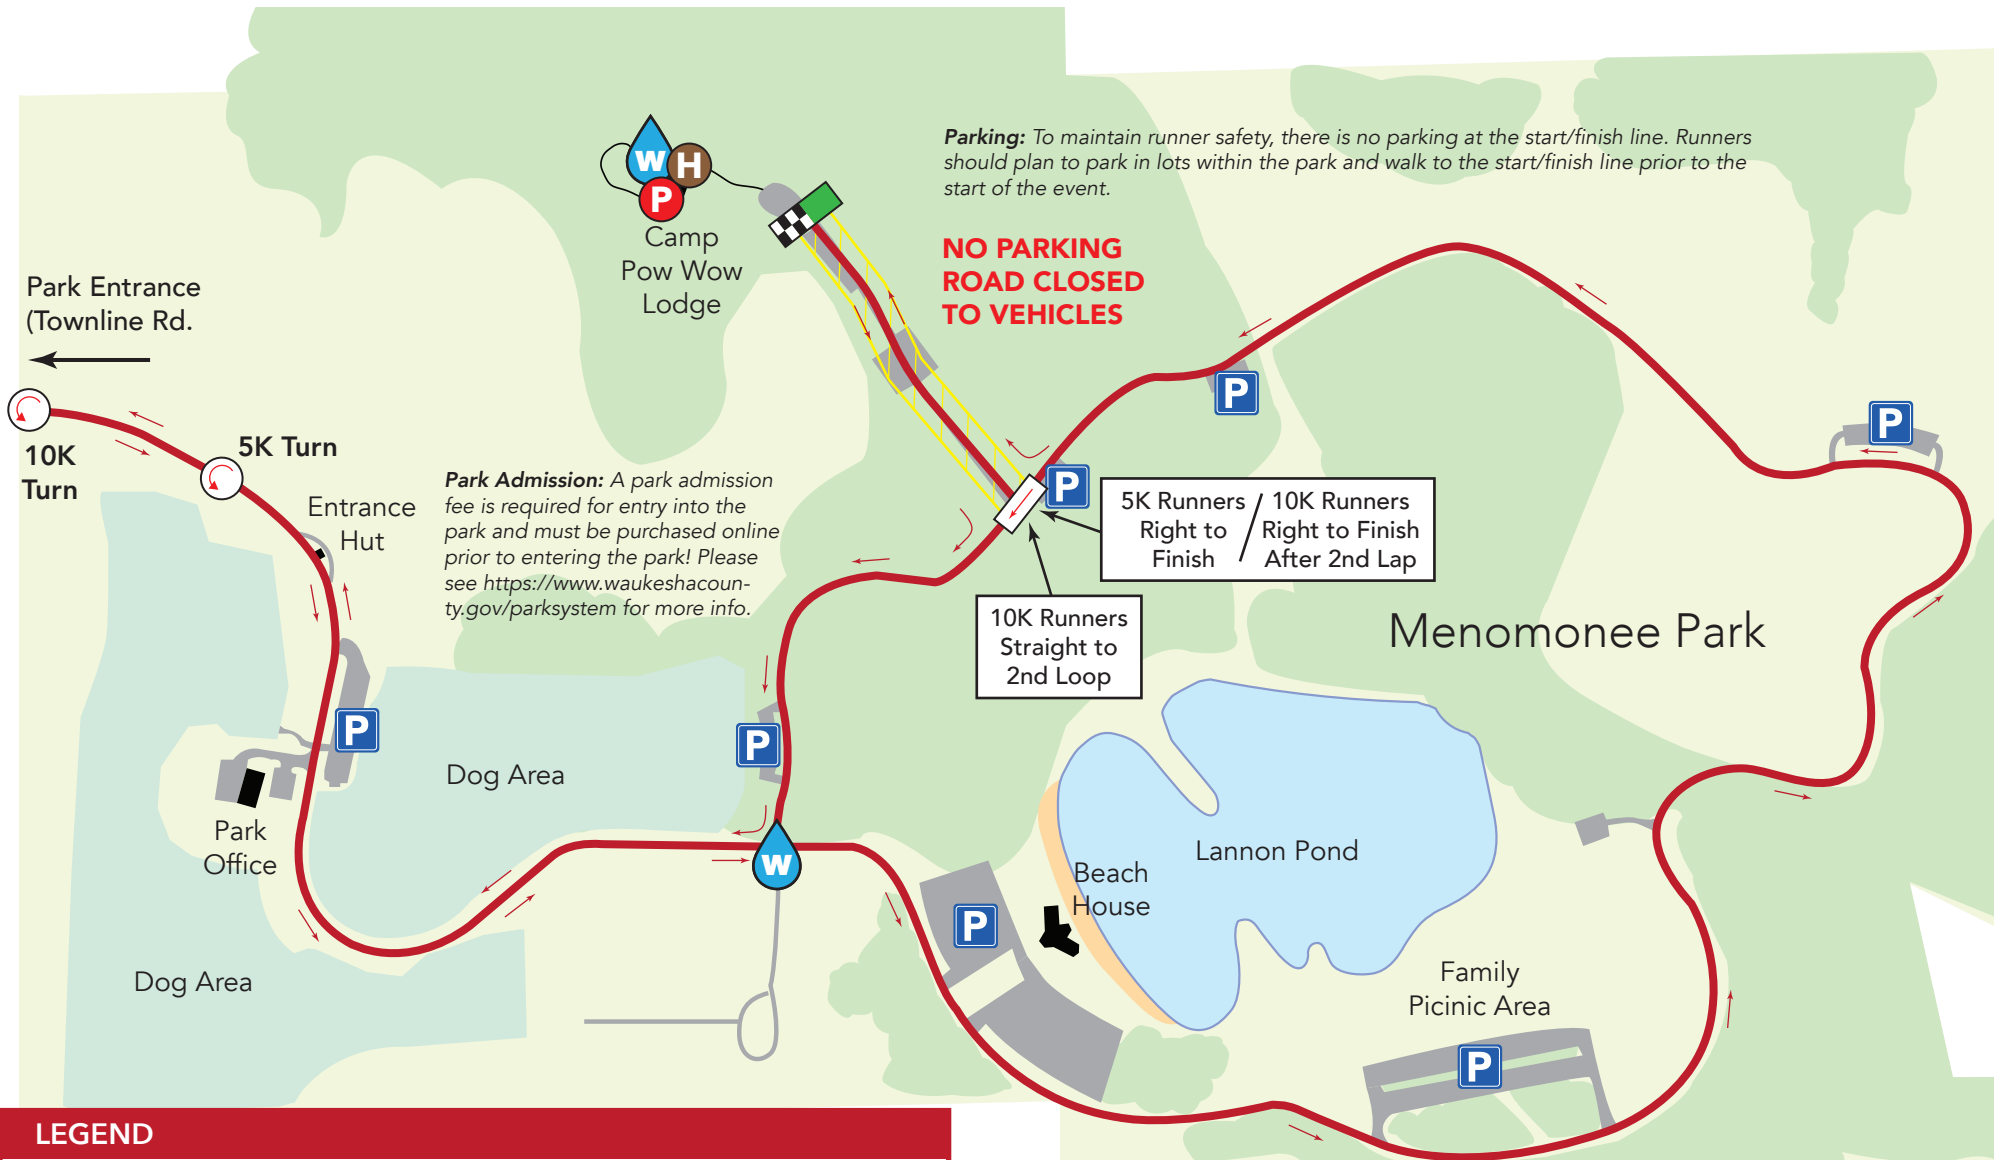 Parking: To maintain runner safety, there is no parking at the start/finish line. Runners
should plan to park in lots within the park and walk to the start/finish line prior to the
start of the event.
W
H
P
Camp
Pow Wow
Lodge
NO PARKING
ROAD CLOSED
TO VEHICLES
Park Entrance
(Townline Rd.
10K
Turn
5K Turn
Entrance
Hut
Park Admission: A park admission
fee is required for entry into the
park and must be purchased online
prior to entering the park! Please
see https://www.waukeshacoun-
ty.gov/parksystem for more info.
P
P
P
5K Runners
Right to
Finish
/
10K Runners
Right to Finish
After 2nd Lap
10K Runners
Straight to
2nd Loop
Menomonee Park
P
P
Dog Area
Park
Office
W
Dog Area
Lannon Pond
Beach
House
P
Family
Picinic Area
P
LEGEND